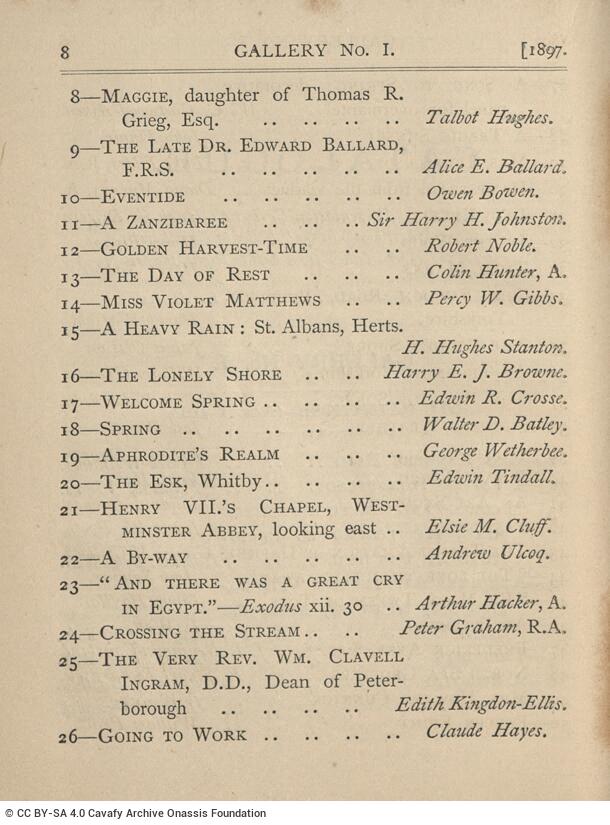 8 GALLERY No. I. [1897.
8—MAGGIE, daughter of Thomas R.
Grieg, Esq. .. .. .. .. Talbot Hughes.
9—THE LATE DR. EDWARD BALLARD,
F.R.S. .. .. .. .. .. Alice E. Ballard.
10—EVENTIDE .. .. .. .. .. Owen Bowen.
11—A ZANZIBAREE .. .. .. Sir Harry H. Johnston.
12—GOLDEN HARVEST-TIME .. .. Robert Noble.
13—THE DAY OF REST .. .. .. Colin Hunter, A.
14—MISS VIOLET MATTHEWS .. .. Percy W. Gibbs.
15—A HEAVY RAIN: St. Albans, Herts.
H. Hughes Stanton.
16—THE LONELY SHORE .. .. Harry E. J. Browne.
17—WELCOME SPRING .. .. .. .. Edwin R. Crosse.
18—SPRING .. .. .. .. .. .. Walter D. Batley.
19—APHRODITE'S REALM .. .. .. George Wetherbee.
20—THE ESK, Whitby.. .. .. .. Edwin Tindall.
21—HENRY VII.'S CHAPEL, WEST-
MINSTER ABBEY, looking east .. Elsie M. Cluff.
22—A BY-WAY .. .. .. .. .. Andrew Ulcoq.
23—“AND THERE WAS A GREAT CRY
IN EGYPT.”—Exodus xii. 30 .. Arthur Hacker, A.
24—CROSSING THE STREAM .. .. .. Peter Graham, R.A.
25—THE VERY REV. WM. CLAVELL
INGRAM, D.D., Dean of Peter-
borough .. .. .. .. Edith Kingdon-Ellis.
26—GOING TO WORK .. .. .. .. Claude Hayes.
© CC BY-SA 4.0 Cavafy Archive Onassis Foundation